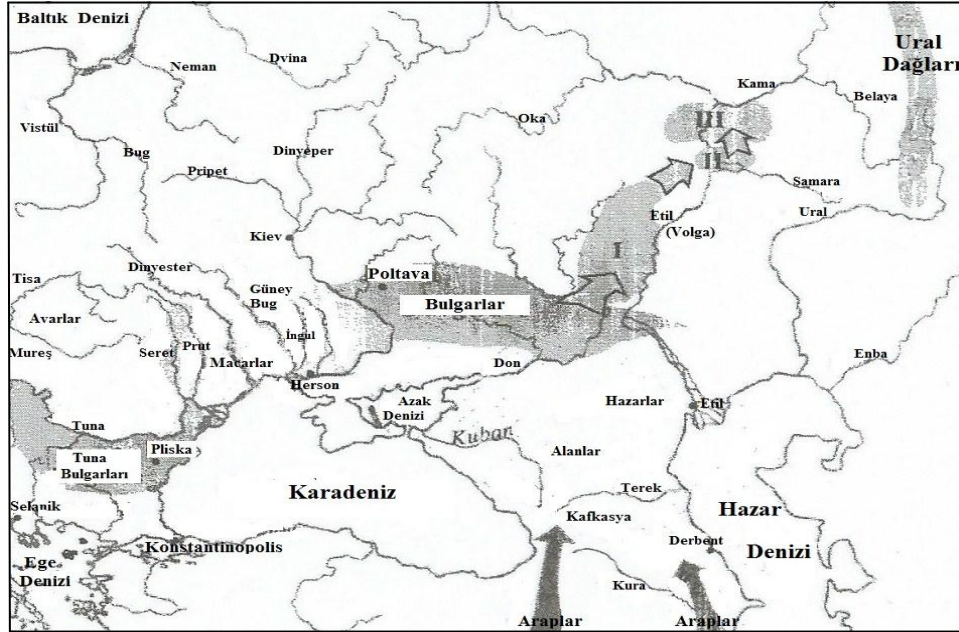 Baltık Denizi
Neman
Dvina
Ural
Dağları
Kama
Belaya
Vistül
Bug
Dinyeper
Oka
III
Pripet
II
Samara
Ural
Kiev
Etil
(Volga)
I
Tisa
Dinyester
Poltava
Güney
Bug
Bulgarlar
Avarlar
İngul
Mureş
Seret
Prut
Macarlar
Don
Enba
Herson
Azak
Denizi
Hazarlar
Etil
Tuna
Kuban
Tuna
Bulgarları
Pliska
Alanlar
Karadeniz
Terek
Selanik
Kafkasya
Hazar
Denizi
Konstantinopolis
Derbent
Ege
Denizi
Kura
Araplar
Araplar